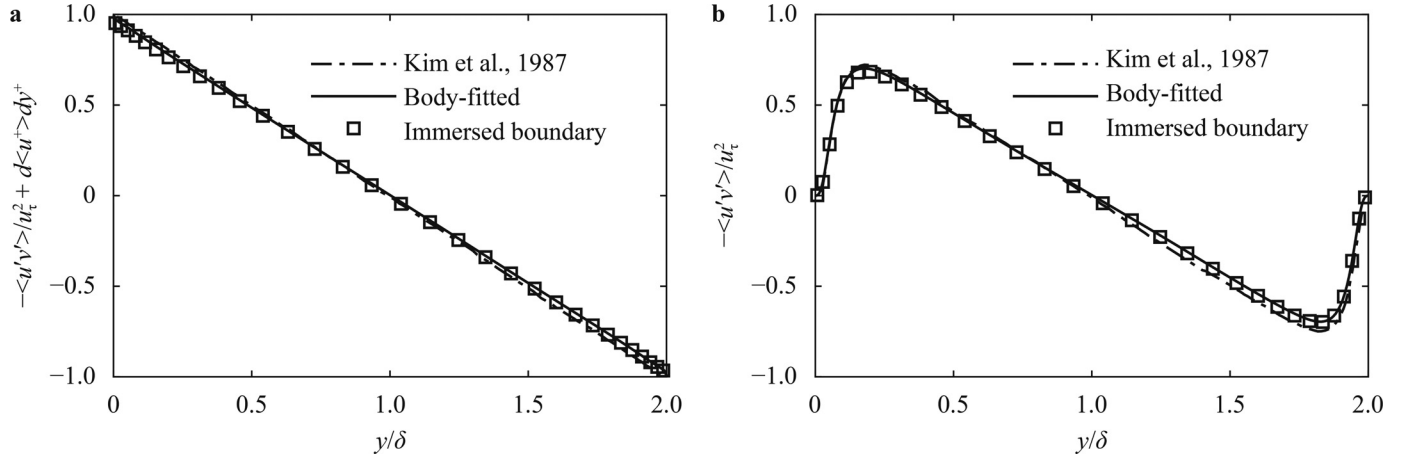 a
1.0
0.5
0
−0.5
−1.0
−<u′v′>/u²τ + d<u⁺>dy⁺
Kim et al., 1987
Body-fitted
Immersed boundary
0 0.5 1.0 1.5 2.0
y/δ
b
1.0
0.5
0
−0.5
−1.0
−<u′v′>/u²τ
Kim et al., 1987
Body-fitted
Immersed boundary
0 0.5 1.0 1.5 2.0
y/δ